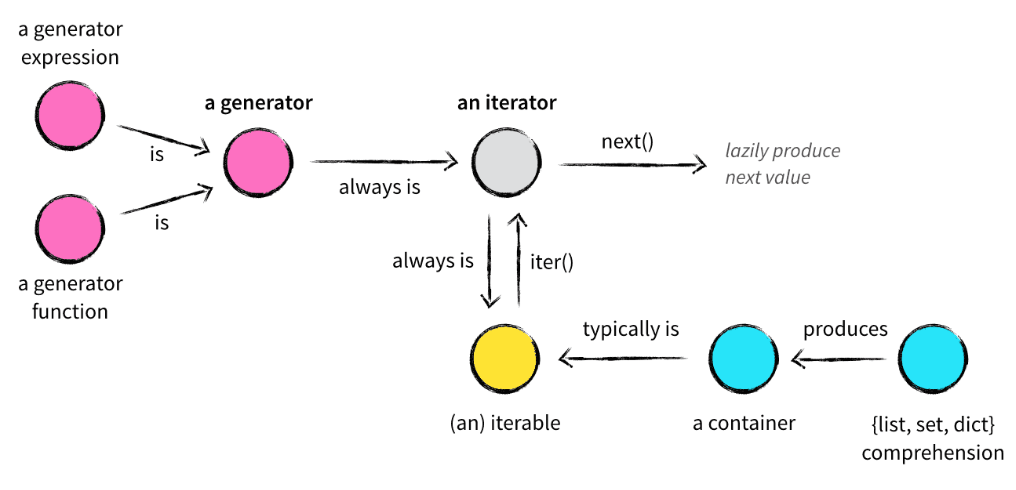 a generator
expression
a generator
an iterator
is
next()
lazily produce
next value
always is
is
a generator
function
always is
iter()
typically is
produces
(an) iterable
a container
{list, set, dict}
comprehension